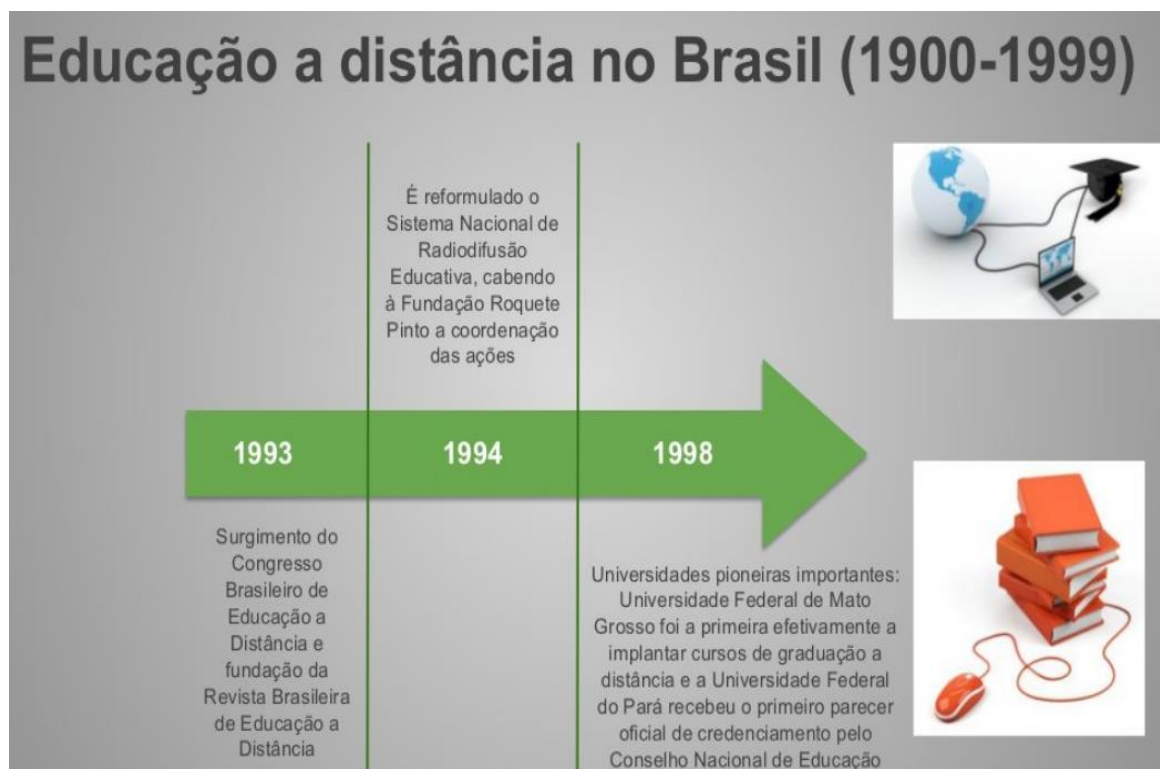 Educação a distância no Brasil (1900-1999)
É reformulado o
Sistema Nacional de
Radiodifusão
Educativa, cabendo
à Fundação Roquete
Pinto a coordenação
das ações
1993
1994
1998
Surgimento do
Congresso
Brasileiro de
Educação a
Distância e
fundação da
Revista Brasileira
de Educação a
Distância
Universidades pioneiras importantes:
Universidade Federal de Mato
Grosso foi a primeira efetivamente a
implantar cursos de graduação a
distância e a Universidade Federal
do Pará recebeu o primeiro parecer
oficial de credenciamento pelo
Conselho Nacional de Educação